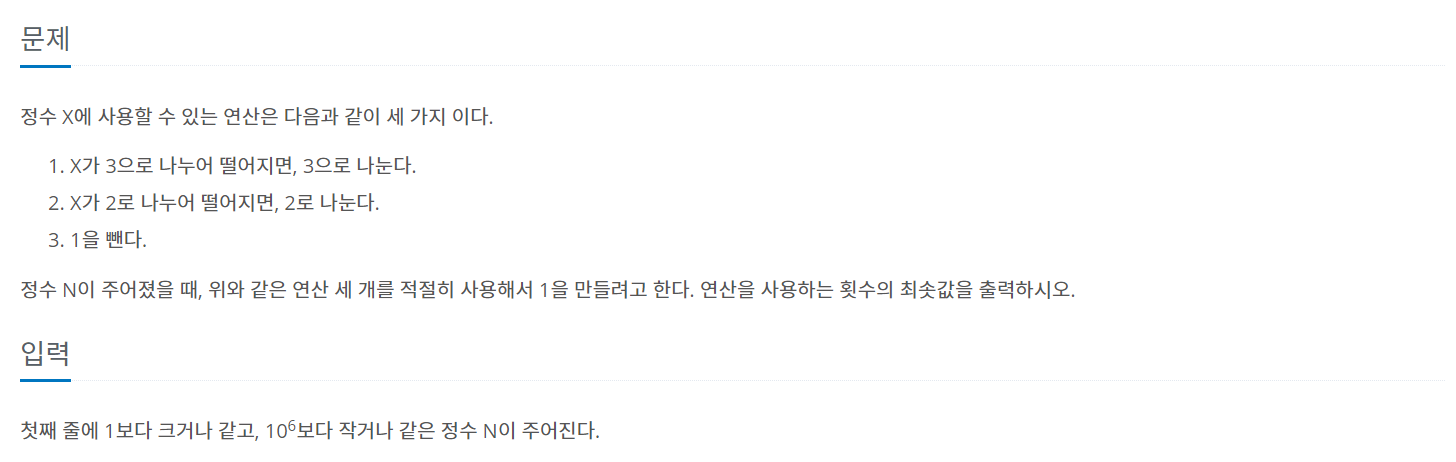 문제
정수 X에 사용할 수 있는 연산은 다음과 같이 세 가지 이다.
1. X가 3으로 나누어 떨어지면, 3으로 나눈다.
2. X가 2로 나누어 떨어지면, 2로 나눈다.
3. 1을 뺀다.
정수 N이 주어졌을 때, 위와 같은 연산 세 개를 적절히 사용해서 1을 만들려고 한다. 연산을 사용하는 횟수의 최솟값을 출력하시오.
입력
첫째 줄에 1보다 크거나 같고, 10⁶보다 작거나 같은 정수 N이 주어진다.